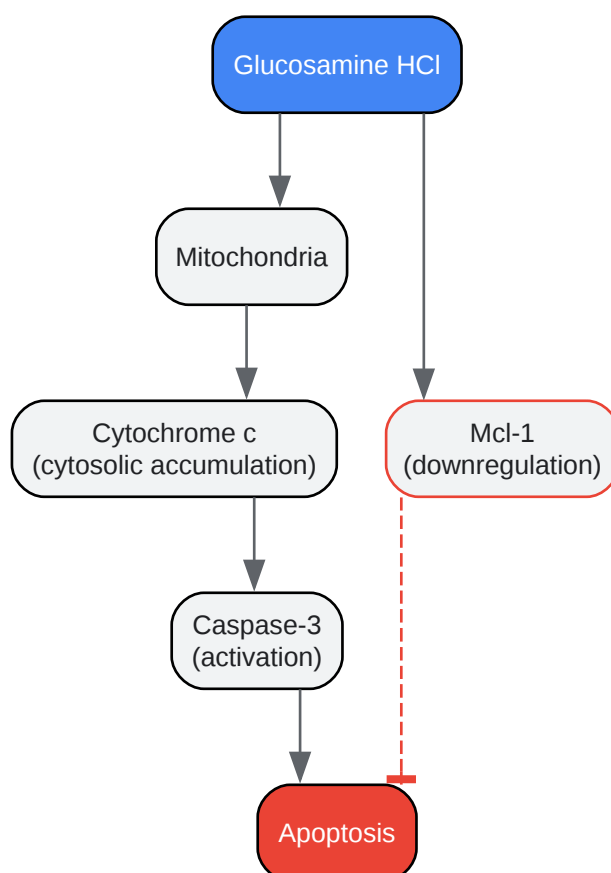 Glucosamine HCl
Mitochondria
Cytochrome c
(cytosolic accumulation)
Mcl-1
(downregulation)
Caspase-3
(activation)
Apoptosis